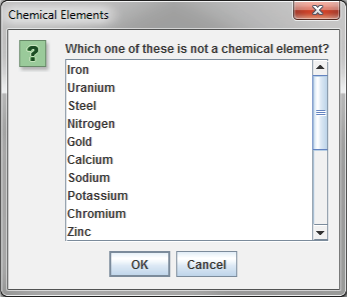 Chemical Elements
Which one of these is not a chemical element?
?
Iron
Uranium
Steel
Nitrogen
Gold
Calcium
Sodium
Potassium
Chromium
Zinc
OK
Cancel